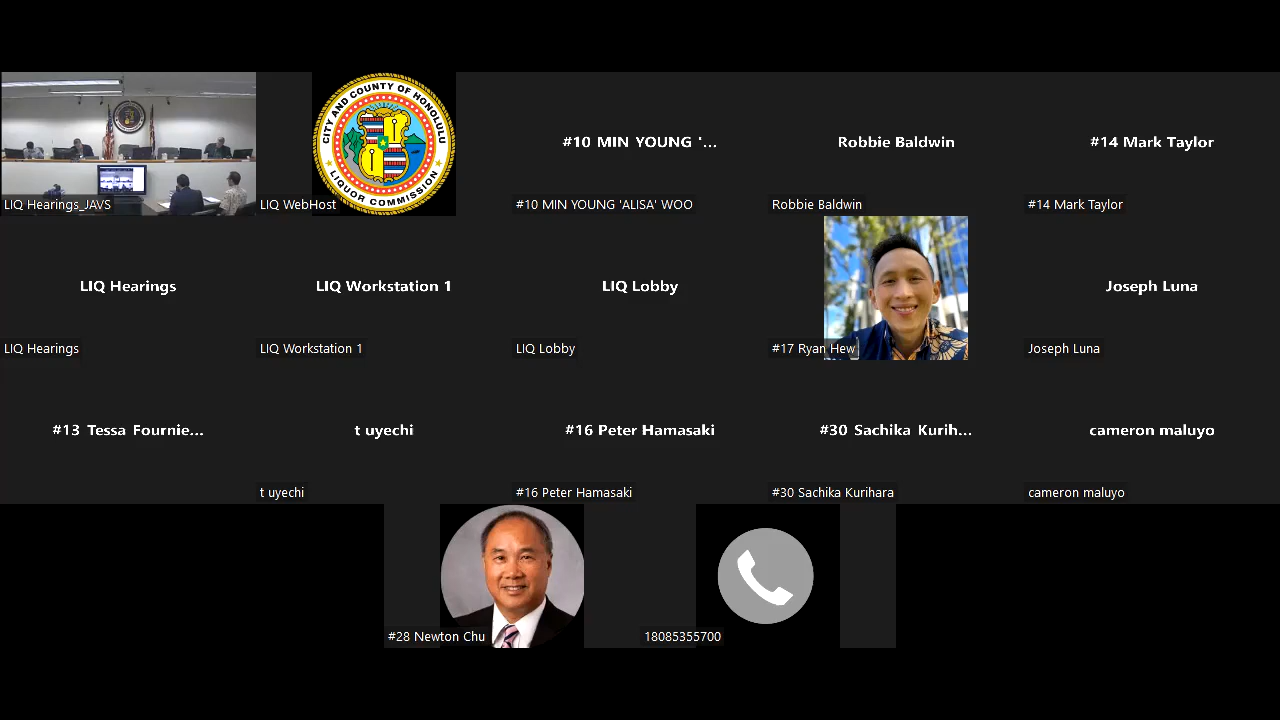 LIQ Hearings_JAVS
CITY AND COUNTY OF HONOLULU
LIQUOR COMMISSION
LIQ WebHost
#10 MIN YOUNG '...
#10 MIN YOUNG 'ALISA' WOO
Robbie Baldwin
Robbie Baldwin
#14 Mark Taylor
#14 Mark Taylor
LIQ Hearings
LIQ Hearings
LIQ Workstation 1
LIQ Workstation 1
LIQ Lobby
LIQ Lobby
#17 Ryan Hew
Joseph Luna
Joseph Luna
#13 Tessa Fournie...
t uyechi
t uyechi
#16 Peter Hamasaki
#16 Peter Hamasaki
#30 Sachika Kurih...
#30 Sachika Kurihara
cameron maluyo
cameron maluyo
#28 Newton Chu
18085355700